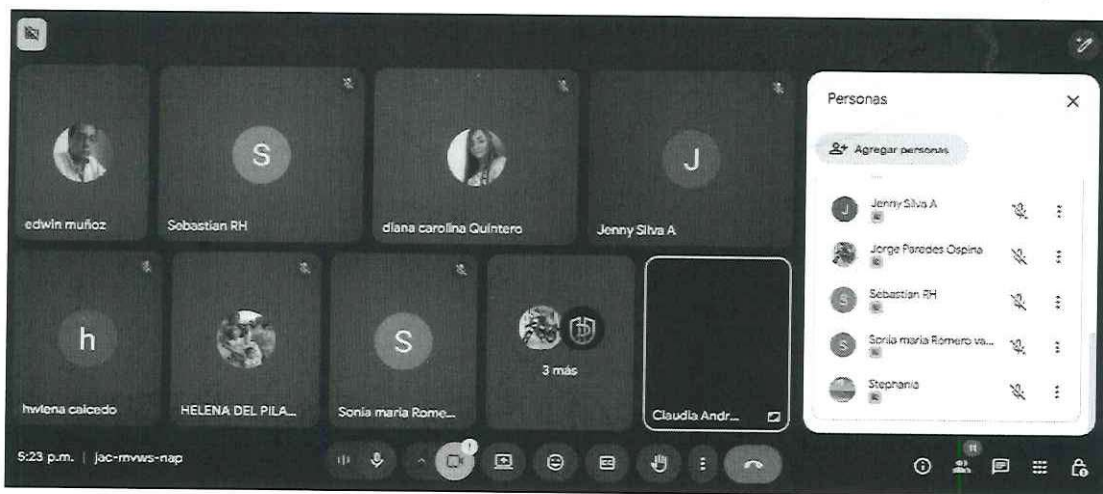 S
J
edwin muñoz
Sebastian RH
diana carolina Quintero
Jenny Silva A
h
S
3 más
hwlena caicedo
HELENA DEL PILA...
Sonia maria Rome...
Claudia Andr...
5:23 p.m. | jac-mvws-nap
11
Personas
Agregar personas
J
Jenny Silva A
Jorge Paredes Ospina
S
Sebastian RH
S
Sonia maria Romero va...
Stephania